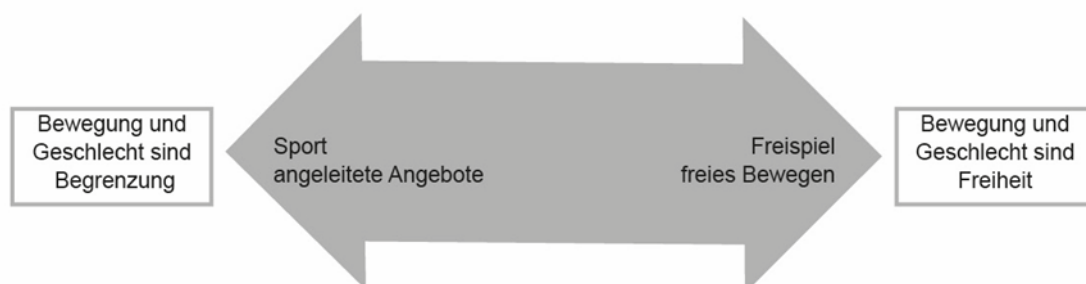 Bewegung und
Geschlecht sind
Begrenzung
Sport
angeleitete Angebote
Freispiel
freies Bewegen
Bewegung und
Geschlecht sind
Freiheit